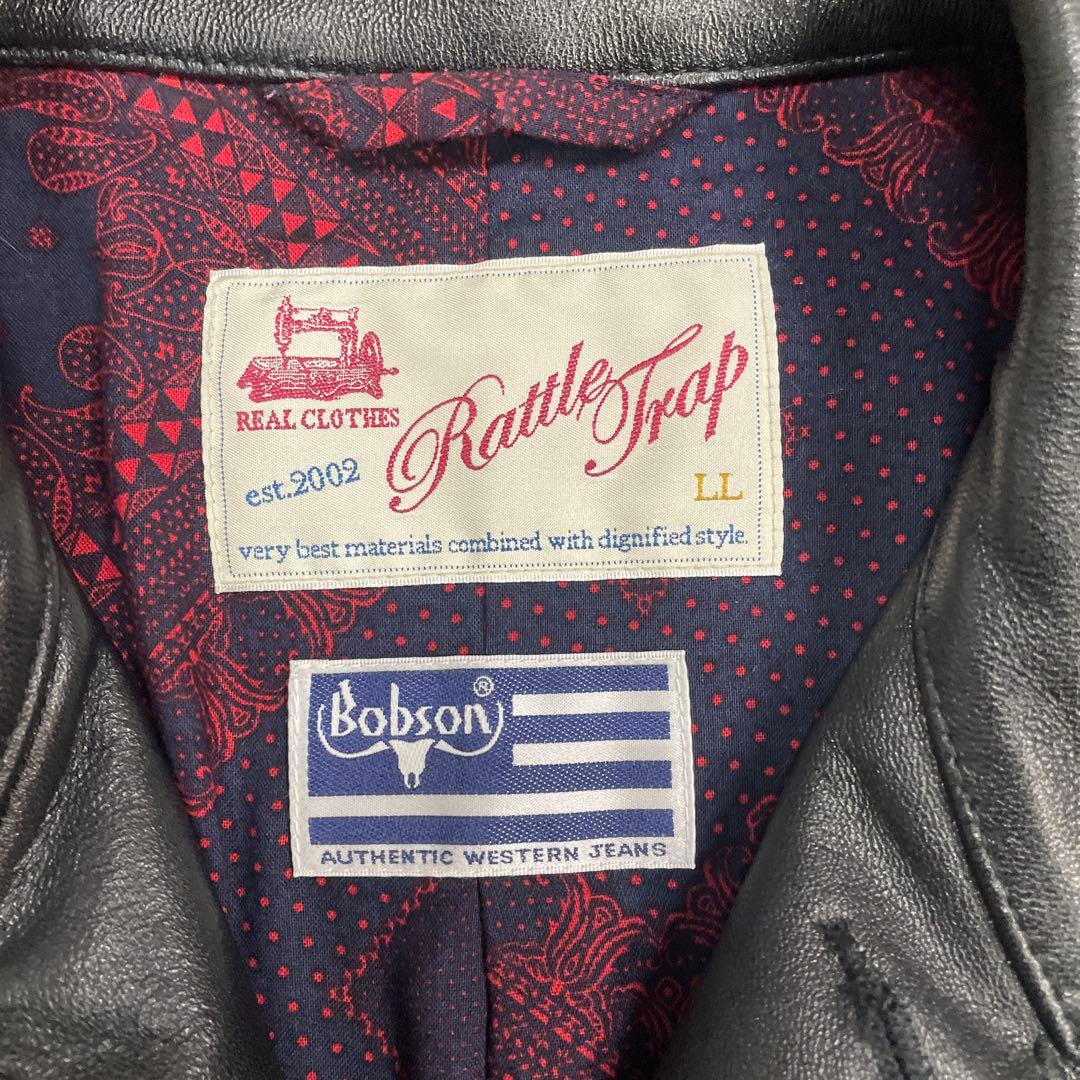 REAL CLOTHES
Rattle Trap
est.2002
LL
very best materials combined with dignified style.
Bobson®
AUTHENTIC WESTERN JEANS